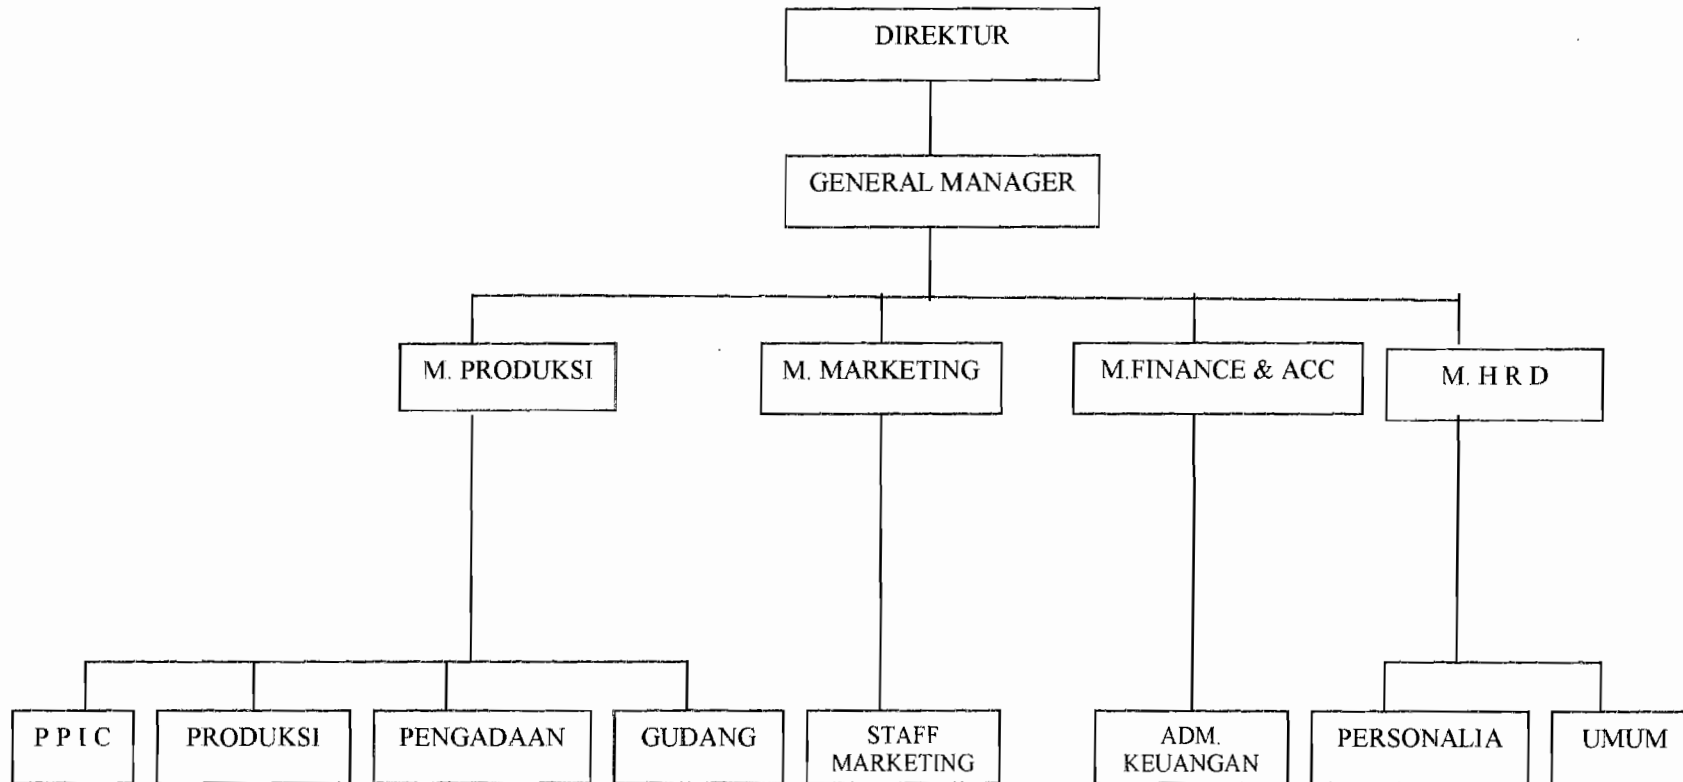 DIREKTUR
GENERAL MANAGER
M. PRODUKSI
M. MARKETING
M.FINANCE & ACC
M. H R D
P P I C
PRODUKSI
PENGADAAN
GUDANG
STAFF
MARKETING
ADM.
KEUANGAN
PERSONALIA
UMUM